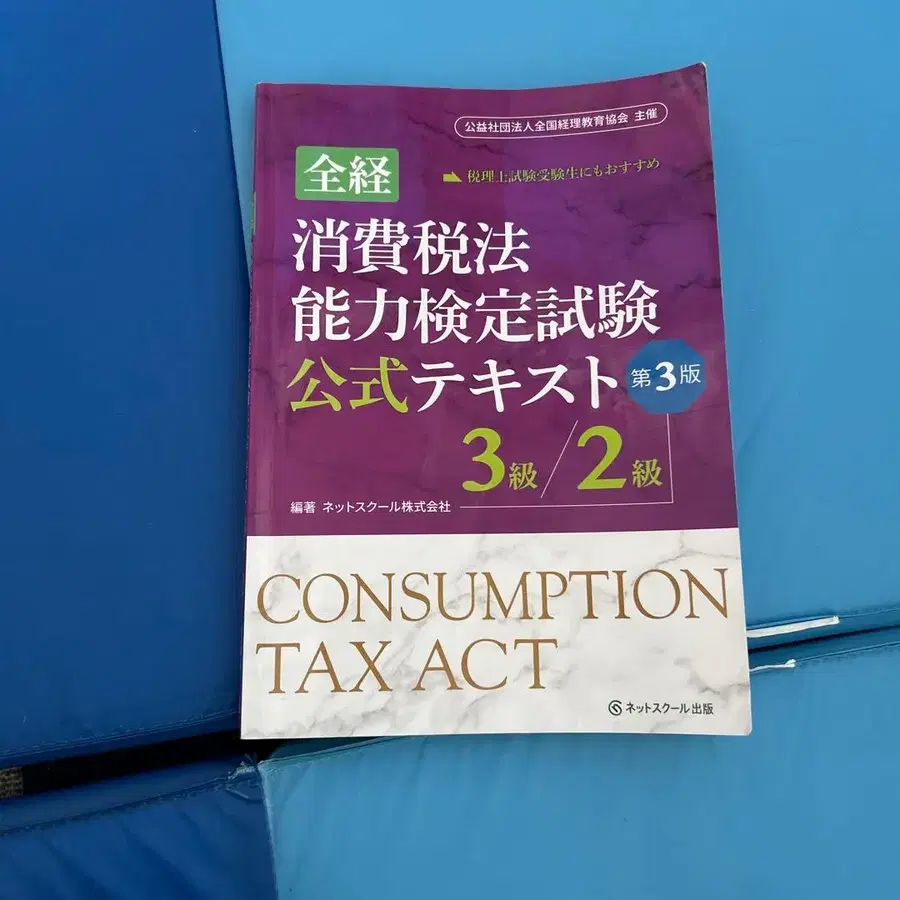 公益社団法人全国経理教育協会 主催
全経
税理士試験受験生にもおすすめ
消費税法
能力検定試験
公式テキスト 第3版
3級/2級
編著 ネットスクール株式会社
CONSUMPTION
TAX ACT
ネットスクール出版